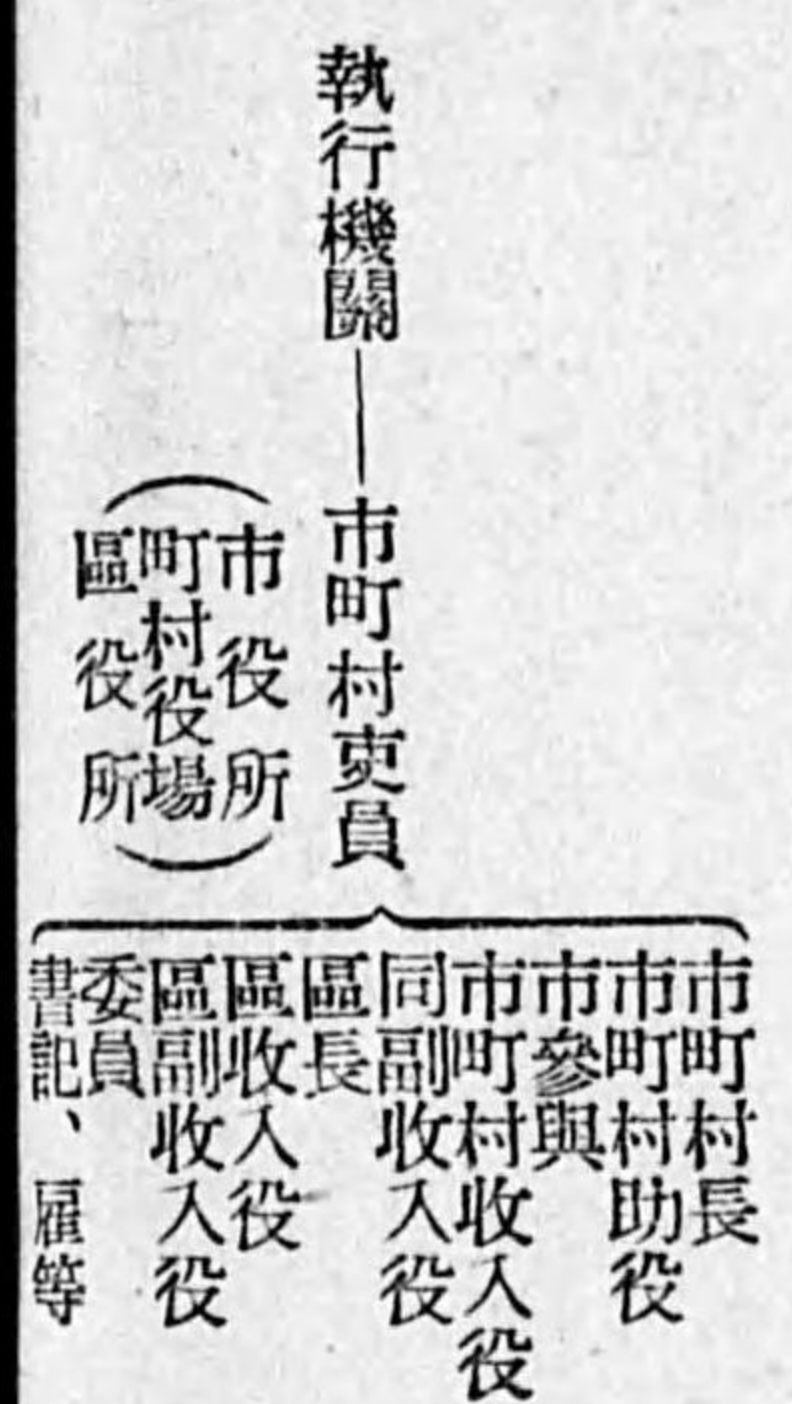 執行機關
市町村吏員
(市役所
町村役場
區役所)
市町村長
市町村助役
市參與
市町村收入役
同副收入役
區長
區收入役
區副收入役
委員
書記、雇等